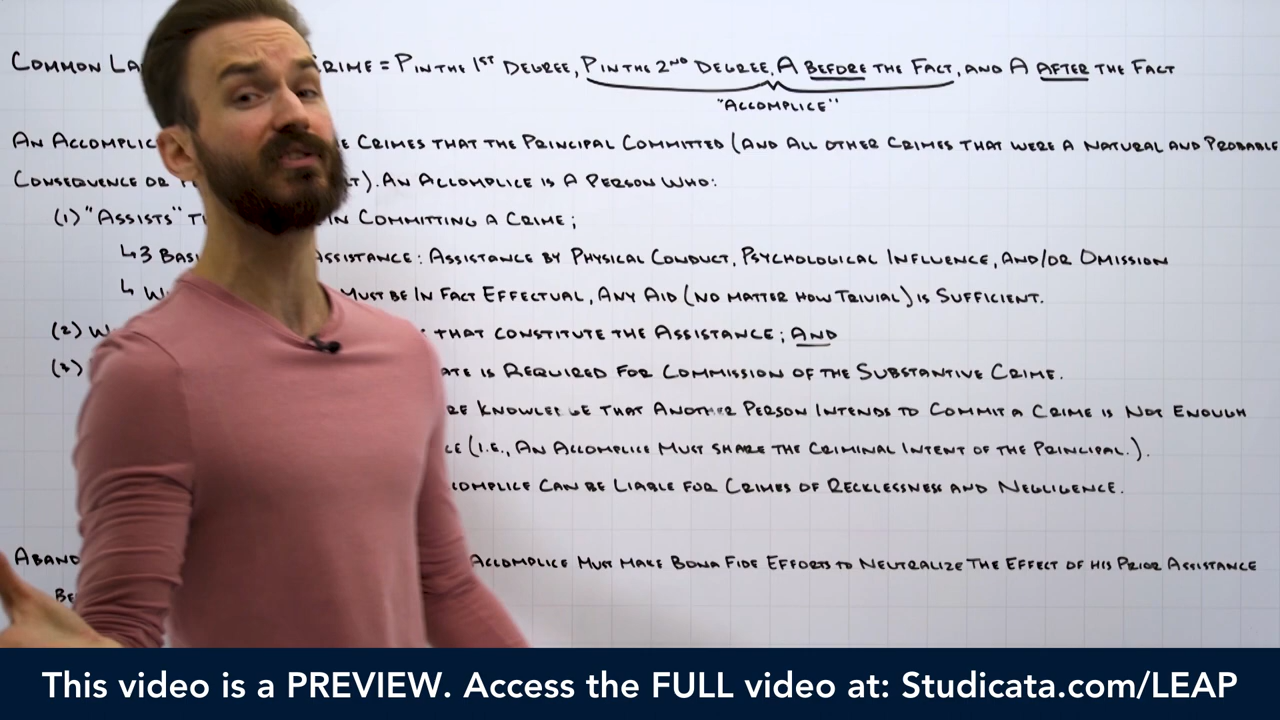 COMMON LA RIME = P IN THE 1ST DEGREE, P IN THE 2ND DEGREE, A BEFORE THE FACT, AND A AFTER THE FACT
"ACCOMPLICE"
AN ACCOMPLIC E CRIMES THAT THE PRINCIPAL COMMITTED (AND ALL OTHER CRIMES THAT WERE A NATURAL AND PROBABLE
CONSEQUENCE OR T). AN ACCOMPLICE IS A PERSON WHO:
(1) "ASSISTS" T IN COMMITTING A CRIME;
↳ 3 BAS ASSISTANCE: ASSISTANCE BY PHYSICAL CONDUCT, PSYCHOLOGICAL INFLUENCE, AND/OR OMISSION
↳ W MUST BE IN FACT EFFECTUAL, ANY AID (NO MATTER HOW TRIVIAL) IS SUFFICIENT.
(2) W THAT CONSTITUTE THE ASSISTANCE; AND
(3) ATE IS REQUIRED FOR COMMISSION OF THE SUBSTANTIVE CRIME.
RE KNOWLEDGE THAT ANOTHER PERSON INTENDS TO COMMIT A CRIME IS NOT ENOUGH
CE (I.E., AN ACCOMPLICE MUST SHARE THE CRIMINAL INTENT OF THE PRINCIPAL.).
COMPLICE CAN BE LIABLE FOR CRIMES OF RECKLESSNESS AND NEGLIGENCE.
ABAND ACCOMPLICE MUST MAKE BONA FIDE EFFORTS TO NEUTRALIZE THE EFFECT OF HIS PRIOR ASSISTANCE
BE
This video is a PREVIEW. Access the FULL video at: Studicata.com/LEAP